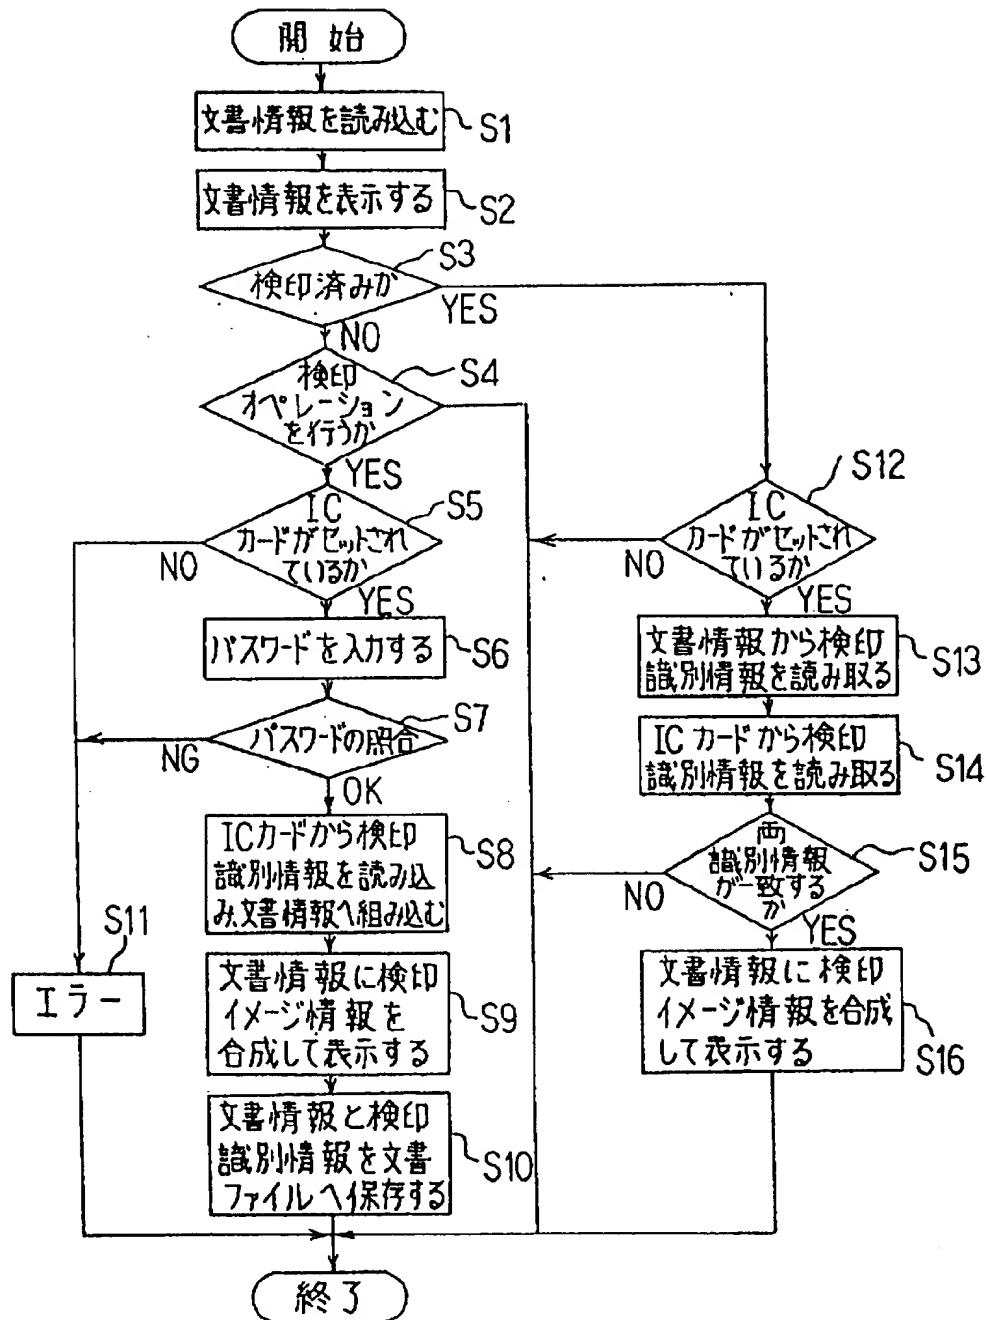 開始
文書情報を読み込む
S1
文書情報を表示する
S2
S3
検印済みか
YES
NO
S4
検印
オペレーション
を行うか
YES
S5
IC
カードがセットされ
ているか
NO
YES
パスワードを入力する
S6
S7
パスワードの照合
NG
OK
ICカードから検印
識別情報を読み込
み、文書情報へ組み込む
S8
S11
エラー
文書情報に検印
イメージ情報を
合成して表示する
S9
文書情報と検印
識別情報を文書
ファイルへ保存する
S10
S12
IC
カードがセットされ
ているか
NO
YES
文書情報から検印
識別情報を読み取る
S13
ICカードから検印
識別情報を読み取る
S14
両
識別情報
が一致する
か
S15
NO
YES
文書情報に検印
イメージ情報を合成
して表示する
S16
終了